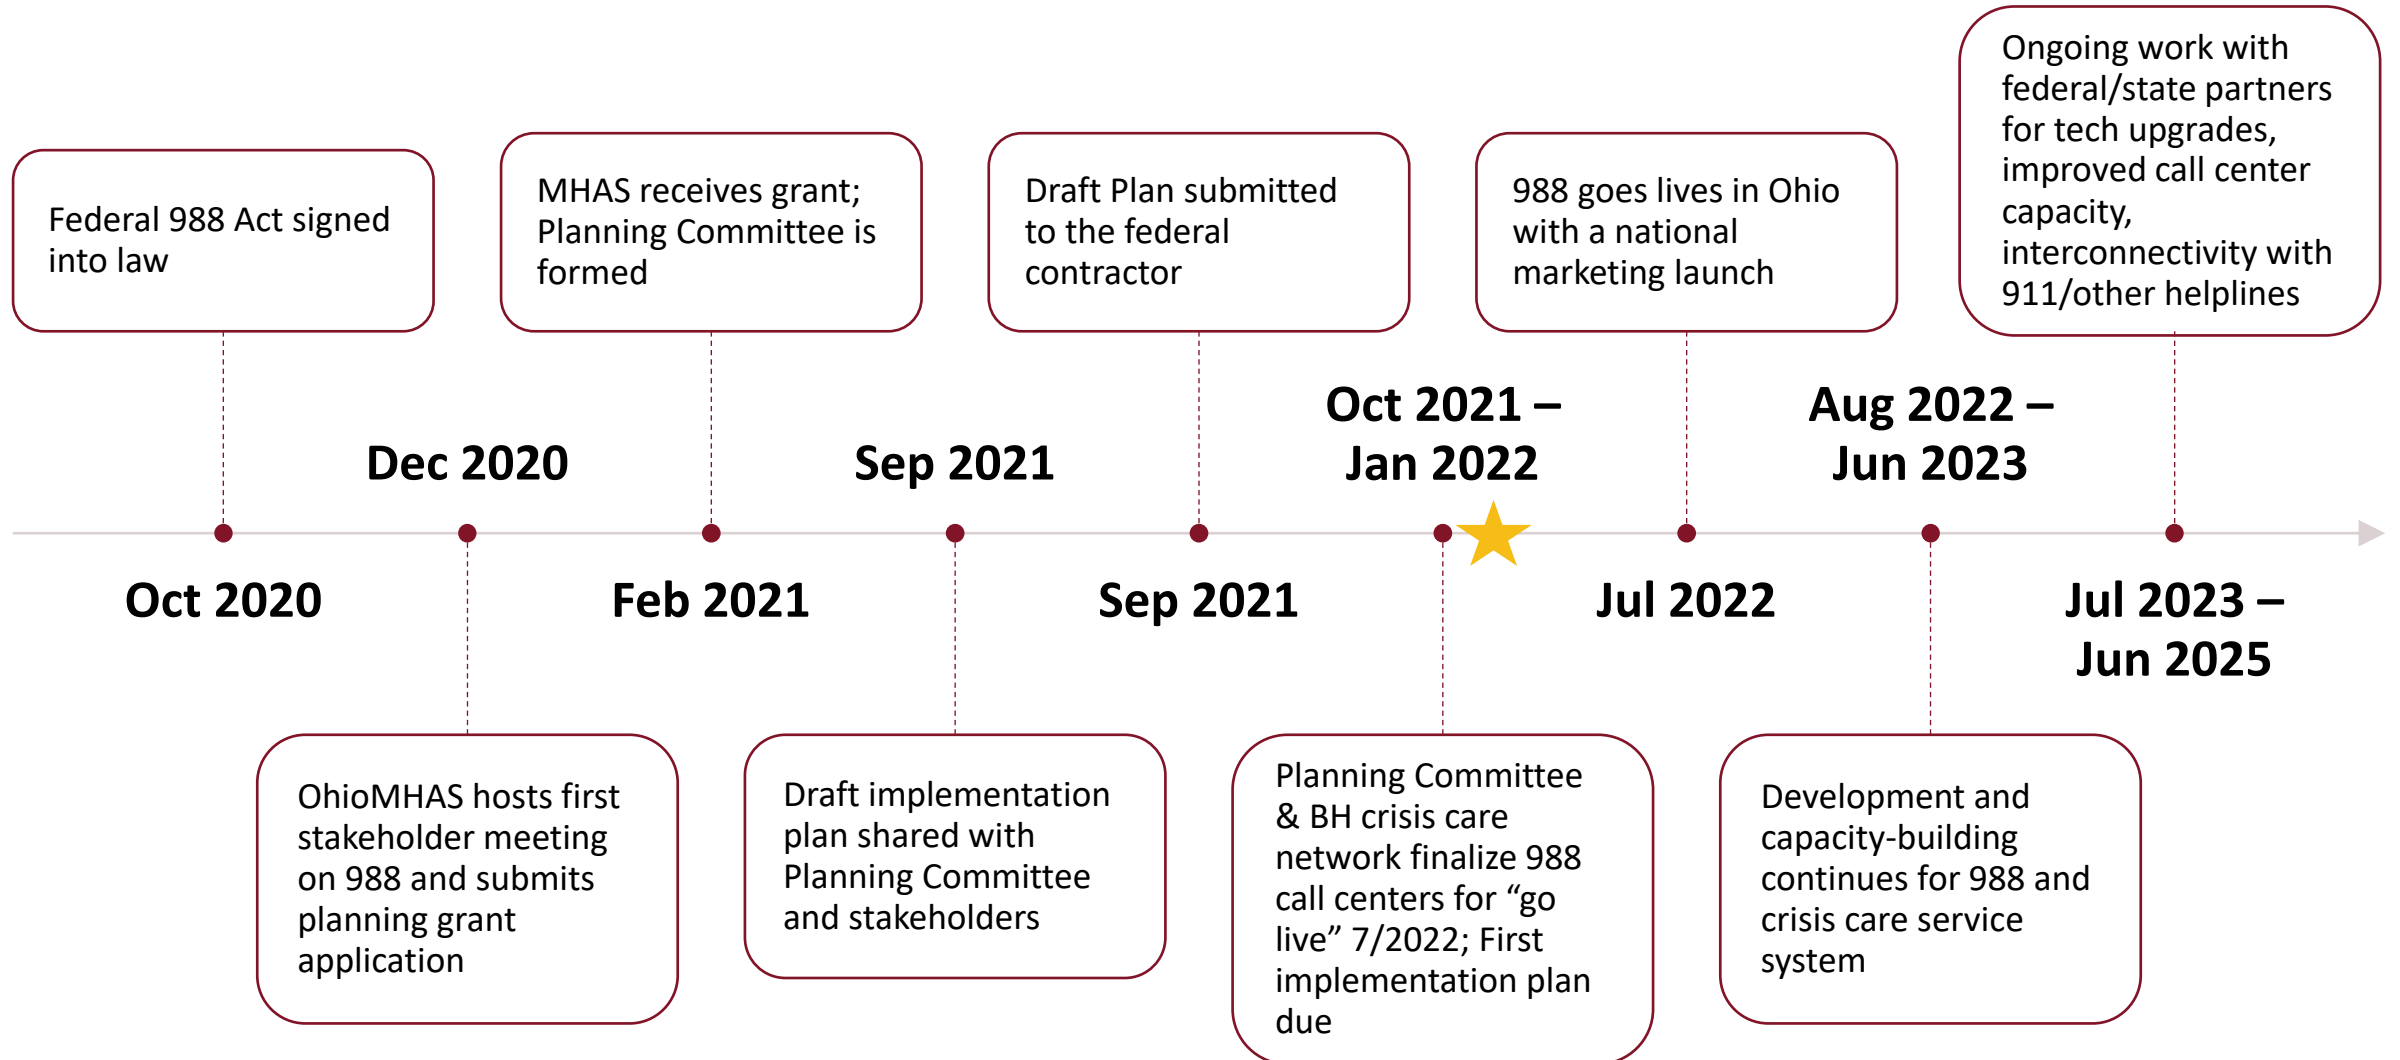 Federal 988 Act signed
into law
Oct 2020
Dec 2020
OhioMHAS hosts first
stakeholder meeting
on 988 and submits
planning grant
application
MHAS receives grant;
Planning Committee is
formed
Feb 2021
Sep 2021
Draft implementation
plan shared with
Planning Committee
and stakeholders
Draft Plan submitted
to the federal
contractor
Sep 2021
Oct 2021 –
Jan 2022
Planning Committee
& BH crisis care
network finalize 988
call centers for “go
live” 7/2022; First
implementation plan
due
988 goes lives in Ohio
with a national
marketing launch
Jul 2022
Aug 2022 –
Jun 2023
Development and
capacity-building
continues for 988 and
crisis care service
system
Ongoing work with
federal/state partners
for tech upgrades,
improved call center
capacity,
interconnectivity with
911/other helplines
Jul 2023 –
Jun 2025